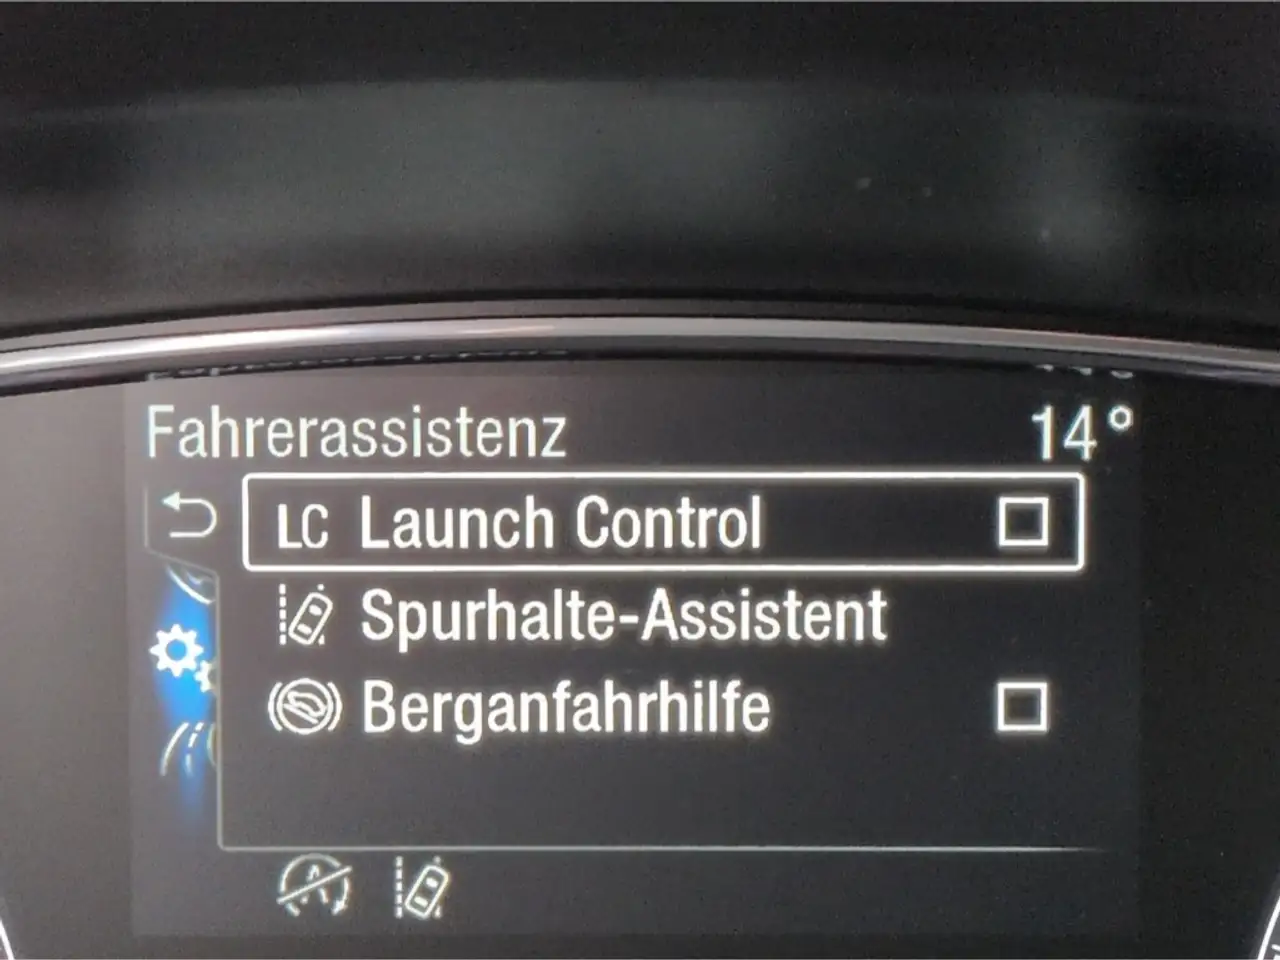 Fahrerassistenz 14°
LC Launch Control
Spurhalte-Assistent
Berganfahrhilfe